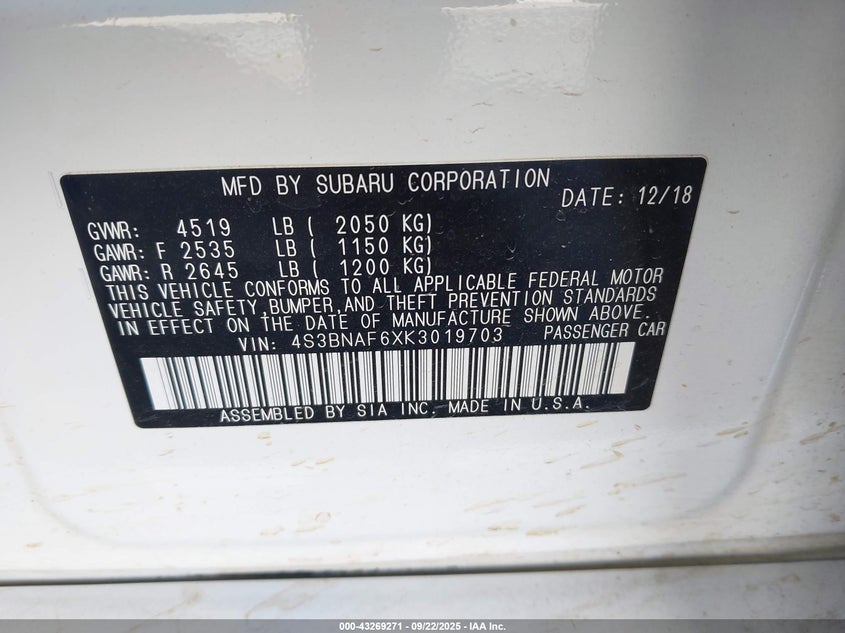 MFD BY SUBARU CORPORATION DATE: 12/18
GVWR: 4519 LB ( 2050 KG)
GAWR: F 2535 LB ( 1150 KG)
GAWR: R 2645 LB ( 1200 KG)
THIS VEHICLE CONFORMS TO ALL APPLICABLE FEDERAL MOTOR
VEHICLE SAFETY,BUMPER,AND THEFT PREVENTION STANDARDS
IN EFFECT ON THE DATE OF MANUFACTURE SHOWN ABOVE.
VIN: 4S3BNAF6XK3019703 PASSENGER CAR
ASSEMBLED BY SIA INC. MADE IN U.S.A.
000-43269271 - 09/22/2025 - IAA Inc.